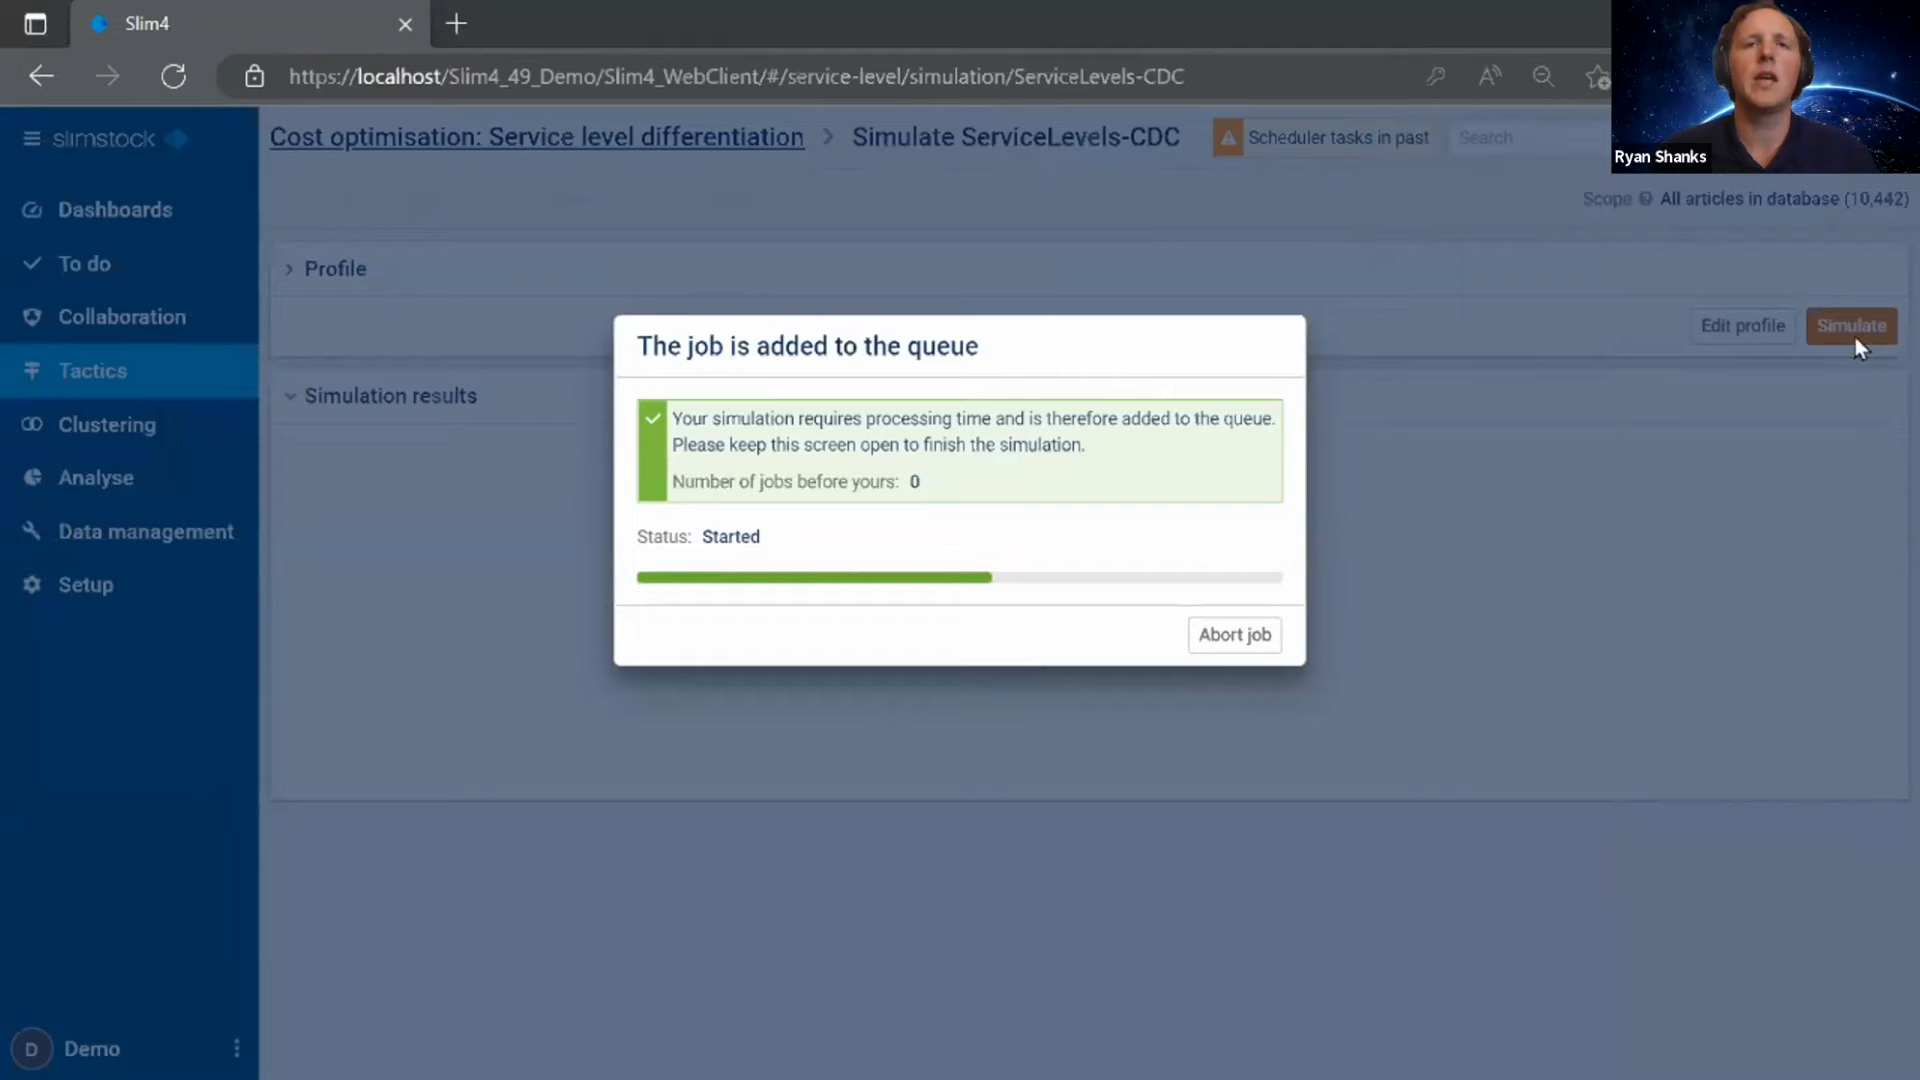 Slim4
https://localhost/Slim4_49_Demo/Slim4_WebClient/#/service-level/simulation/ServiceLevels-CDC
Ryan Shanks
slimstock
Cost optimisation: Service level differentiation > Simulate ServiceLevels-CDC
Scheduler tasks in past
Search
Scope All articles in database (10,442)
Dashboards
To do
Collaboration
Tactics
Clustering
Analyse
Data management
Setup
Profile
Edit profile
Simulate
Simulation results
The job is added to the queue
Your simulation requires processing time and is therefore added to the queue.
Please keep this screen open to finish the simulation.
Number of jobs before yours: 0
Status: Started
Abort job
D Demo